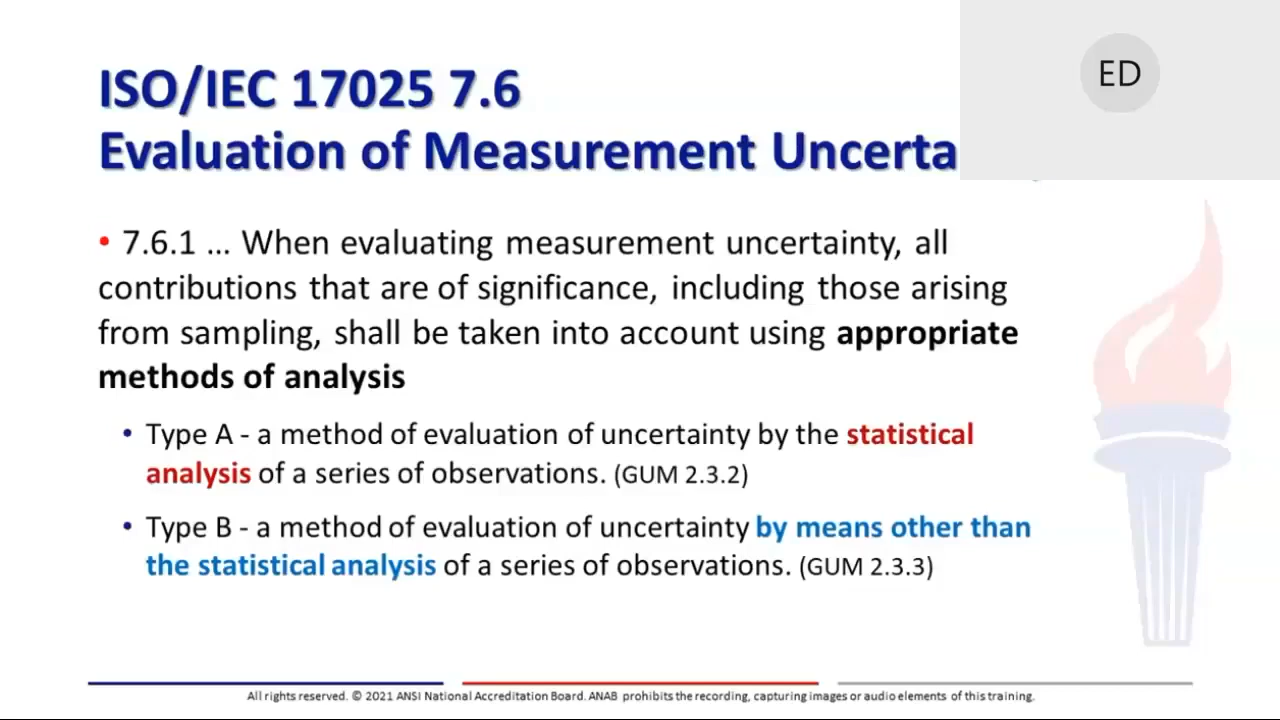 ISO/IEC 17025 7.6
Evaluation of Measurement Uncerta
ED
• 7.6.1 ... When evaluating measurement uncertainty, all
contributions that are of significance, including those arising
from sampling, shall be taken into account using appropriate
methods of analysis
• Type A - a method of evaluation of uncertainty by the statistical
analysis of a series of observations. (GUM 2.3.2)
• Type B - a method of evaluation of uncertainty by means other than
the statistical analysis of a series of observations. (GUM 2.3.3)
All rights reserved. © 2021 ANSI National Accreditation Board. ANAB prohibits the recording, capturing images or audio elements of this training.